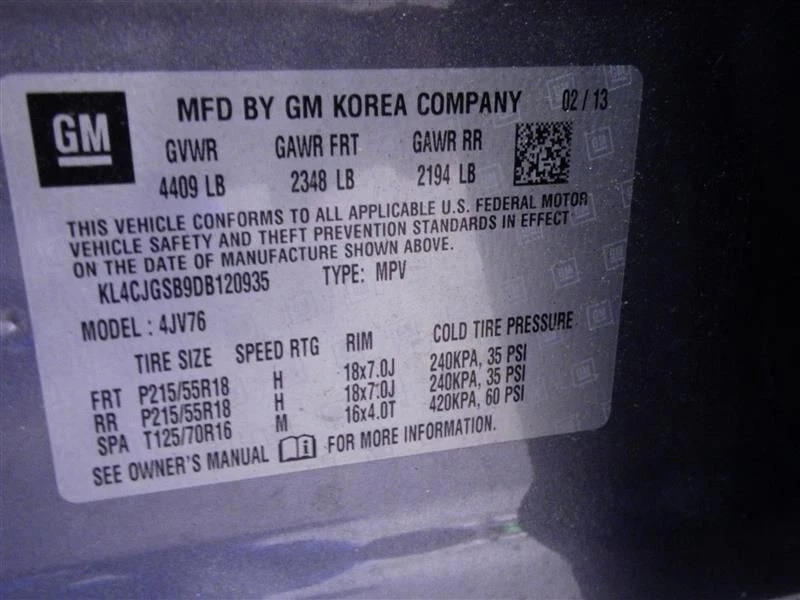 GM
MFD BY GM KOREA COMPANY 02 / 13
GVWR GAWR FRT GAWR RR
4409 LB 2348 LB 2194 LB
THIS VEHICLE CONFORMS TO ALL APPLICABLE U.S. FEDERAL MOTOR
VEHICLE SAFETY AND THEFT PREVENTION STANDARDS IN EFFECT
ON THE DATE OF MANUFACTURE SHOWN ABOVE.
KL4CJGSB9DB120935 TYPE: MPV
MODEL : 4JV76
TIRE SIZE SPEED RTG RIM COLD TIRE PRESSURE
FRT P215/55R18 H 18x7.0J 240KPA, 35 PSI
RR P215/55R18 H 18x7.0J 240KPA, 35 PSI
SPA T125/70R16 M 16x4.0T 420KPA, 60 PSI
SEE OWNER'S MANUAL i FOR MORE INFORMATION.